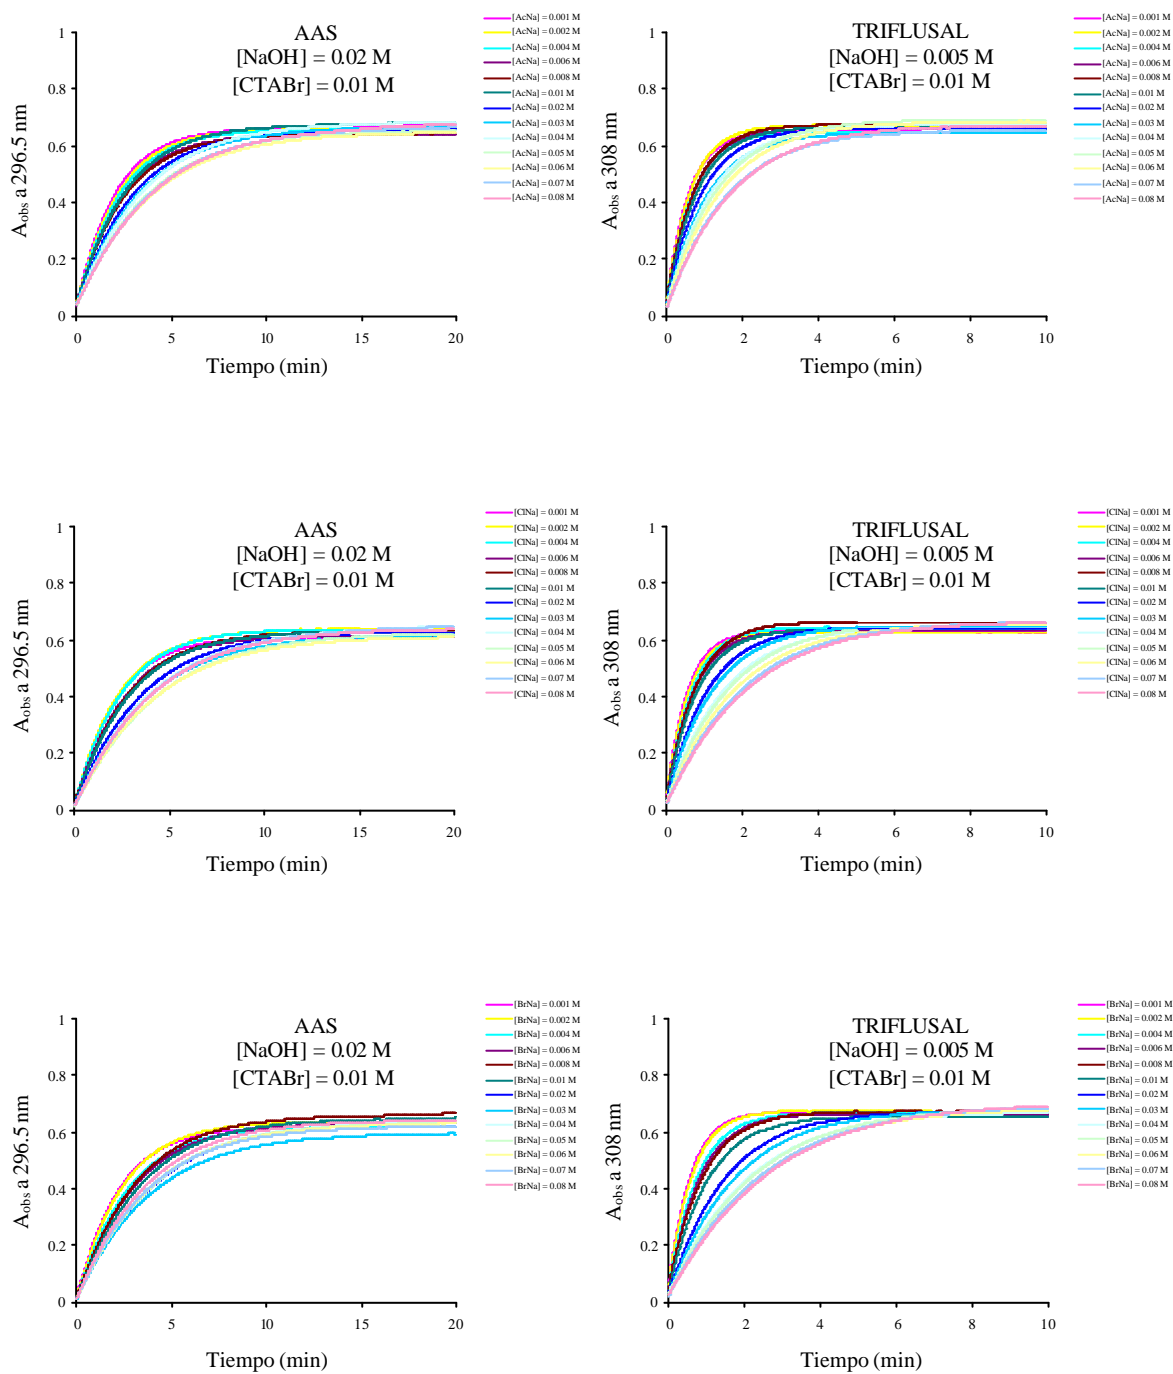 AAS
[NaOH] = 0.02 M
[CTABr] = 0.01 M
A_obs a 296.5 nm
1
0.8
0.6
0.4
0.2
0
0 5 10 15 20
Tiempo (min)
[AcNa] = 0.001 M
[AcNa] = 0.002 M
[AcNa] = 0.004 M
[AcNa] = 0.006 M
[AcNa] = 0.008 M
[AcNa] = 0.01 M
[AcNa] = 0.02 M
[AcNa] = 0.03 M
[AcNa] = 0.04 M
[AcNa] = 0.05 M
[AcNa] = 0.06 M
[AcNa] = 0.07 M
[AcNa] = 0.08 M
TRIFLUSAL
[NaOH] = 0.005 M
[CTABr] = 0.01 M
A_obs a 308 nm
1
0.8
0.6
0.4
0.2
0
0 2 4 6 8 10
Tiempo (min)
[AcNa] = 0.001 M
[AcNa] = 0.002 M
[AcNa] = 0.004 M
[AcNa] = 0.006 M
[AcNa] = 0.008 M
[AcNa] = 0.01 M
[AcNa] = 0.02 M
[AcNa] = 0.03 M
[AcNa] = 0.04 M
[AcNa] = 0.05 M
[AcNa] = 0.06 M
[AcNa] = 0.07 M
[AcNa] = 0.08 M
AAS
[NaOH] = 0.02 M
[CTABr] = 0.01 M
A_obs a 296.5 nm
1
0.8
0.6
0.4
0.2
0
0 5 10 15 20
Tiempo (min)
[ClNa] = 0.001 M
[ClNa] = 0.002 M
[ClNa] = 0.004 M
[ClNa] = 0.006 M
[ClNa] = 0.008 M
[ClNa] = 0.01 M
[ClNa] = 0.02 M
[ClNa] = 0.03 M
[ClNa] = 0.04 M
[ClNa] = 0.05 M
[ClNa] = 0.06 M
[ClNa] = 0.07 M
[ClNa] = 0.08 M
TRIFLUSAL
[NaOH] = 0.005 M
[CTABr] = 0.01 M
A_obs a 308 nm
1
0.8
0.6
0.4
0.2
0
0 2 4 6 8 10
Tiempo (min)
[ClNa] = 0.001 M
[ClNa] = 0.002 M
[ClNa] = 0.004 M
[ClNa] = 0.006 M
[ClNa] = 0.008 M
[ClNa] = 0.01 M
[ClNa] = 0.02 M
[ClNa] = 0.03 M
[ClNa] = 0.04 M
[ClNa] = 0.05 M
[ClNa] = 0.06 M
[ClNa] = 0.07 M
[ClNa] = 0.08 M
AAS
[NaOH] = 0.02 M
[CTABr] = 0.01 M
A_obs a 296.5 nm
1
0.8
0.6
0.4
0.2
0
0 5 10 15 20
Tiempo (min)
[BrNa] = 0.001 M
[BrNa] = 0.002 M
[BrNa] = 0.004 M
[BrNa] = 0.006 M
[BrNa] = 0.008 M
[BrNa] = 0.01 M
[BrNa] = 0.02 M
[BrNa] = 0.03 M
[BrNa] = 0.04 M
[BrNa] = 0.05 M
[BrNa] = 0.06 M
[BrNa] = 0.07 M
[BrNa] = 0.08 M
TRIFLUSAL
[NaOH] = 0.005 M
[CTABr] = 0.01 M
A_obs a 308 nm
1
0.8
0.6
0.4
0.2
0
0 2 4 6 8 10
Tiempo (min)
[BrNa] = 0.001 M
[BrNa] = 0.002 M
[BrNa] = 0.004 M
[BrNa] = 0.006 M
[BrNa] = 0.008 M
[BrNa] = 0.01 M
[BrNa] = 0.02 M
[BrNa] = 0.03 M
[BrNa] = 0.04 M
[BrNa] = 0.05 M
[BrNa] = 0.06 M
[BrNa] = 0.07 M
[BrNa] = 0.08 M